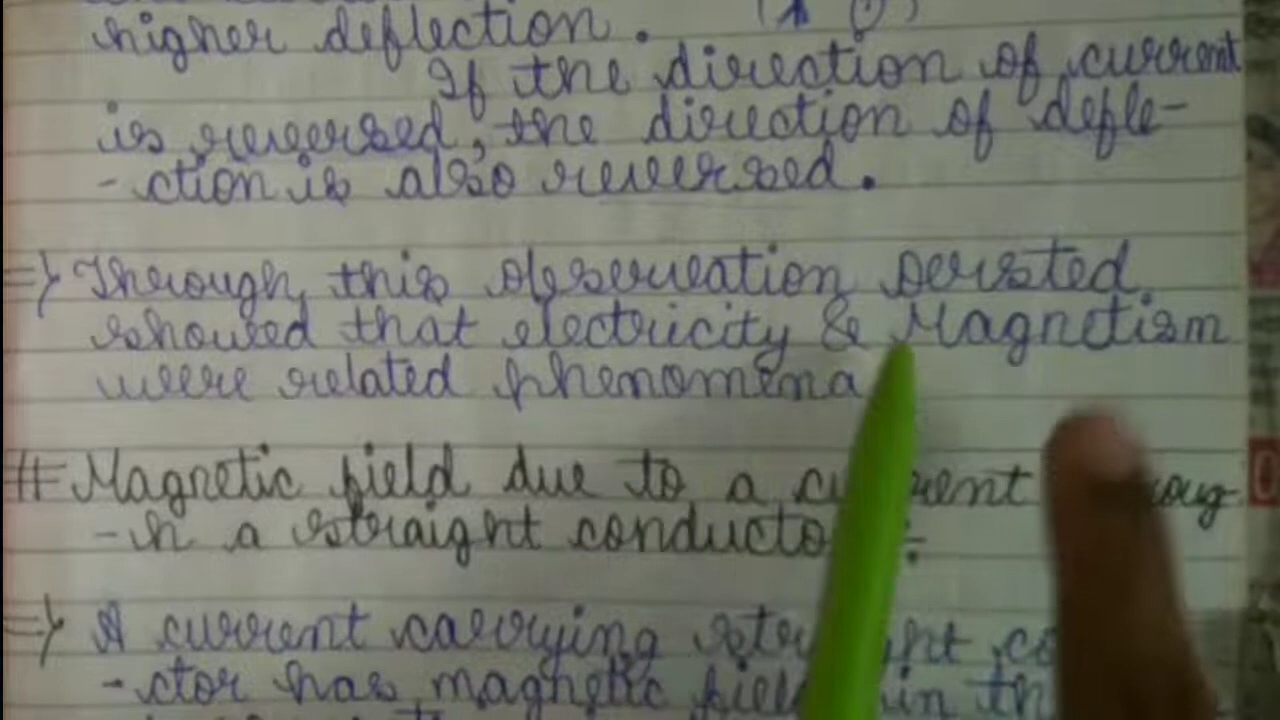 higher deflection.
If the direction of current
is reversed, the direction of defle-
-ction is also reversed.
=> Through this observation Oersted
showed that electricity & Magnetism
were related phenomena
# Magnetic field due to a through
-h a straight conducto :
=> A current carrying
-ctor has magnetic in